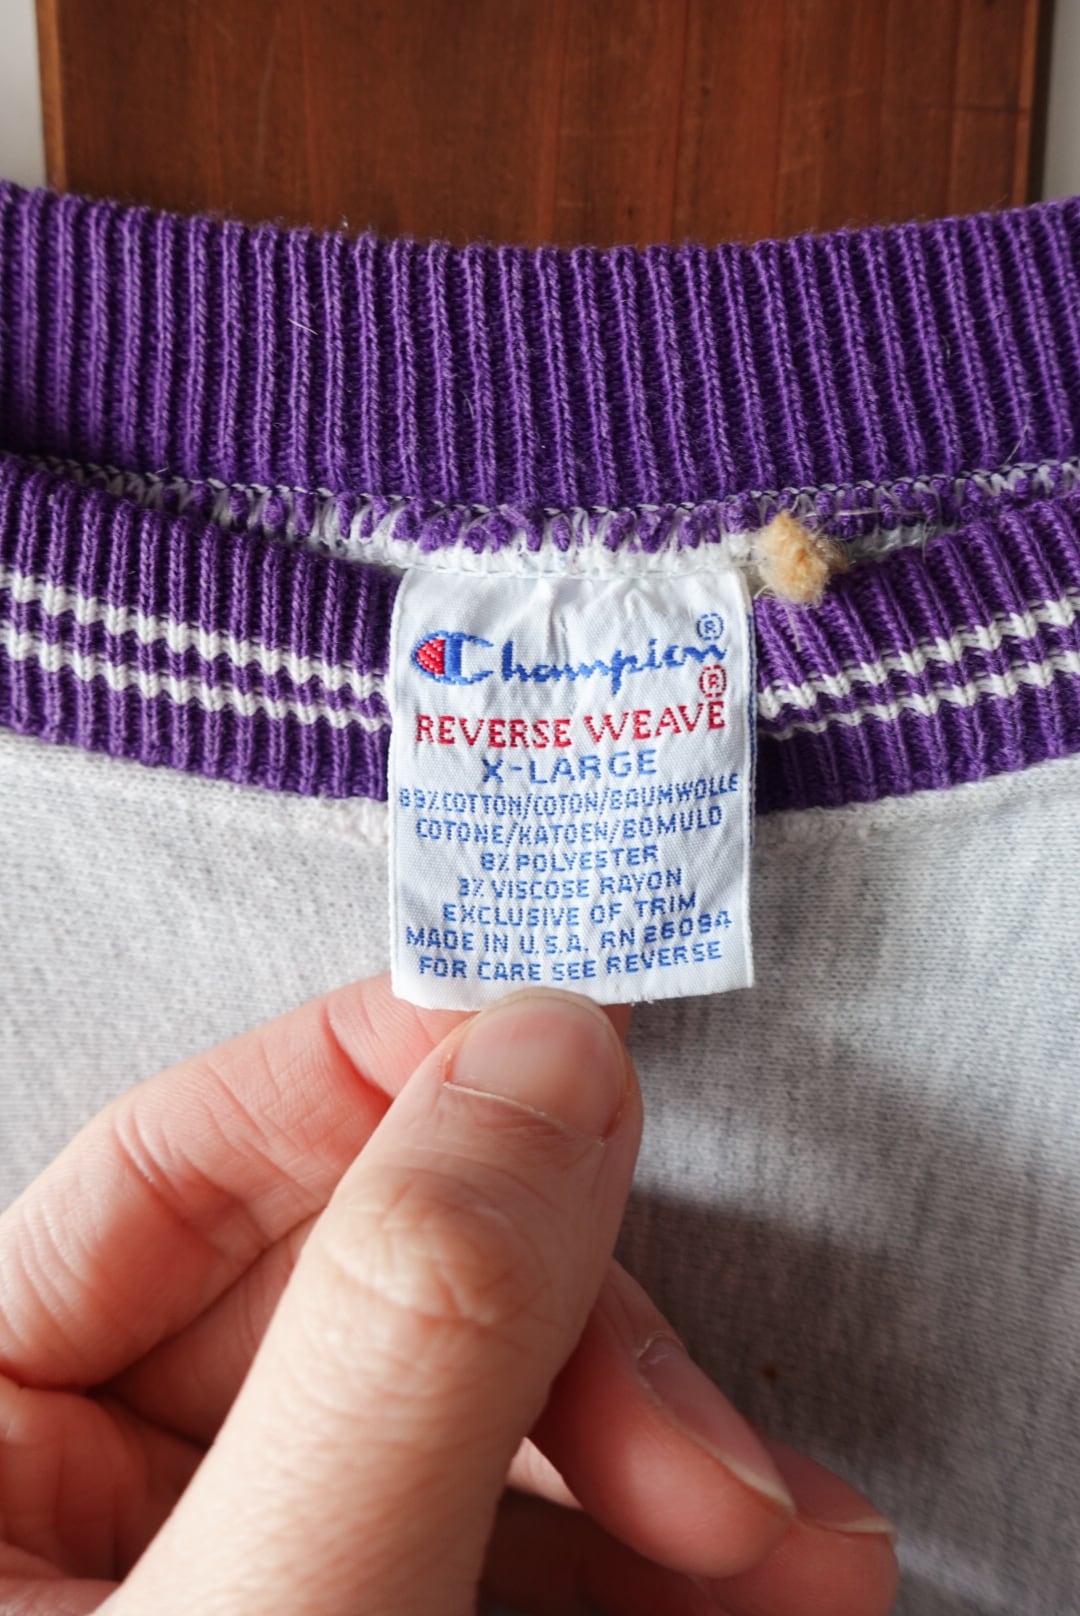 Champion®
®
REVERSE WEAVE
X-LARGE
89% COTTON/COTON/BAUMWOLLE
COTONE/KATOEN/BOMULD
8% POLYESTER
3% VISCOSE RAYON
EXCLUSIVE OF TRIM
MADE IN U.S.A. RN 26094
FOR CARE SEE REVERSE